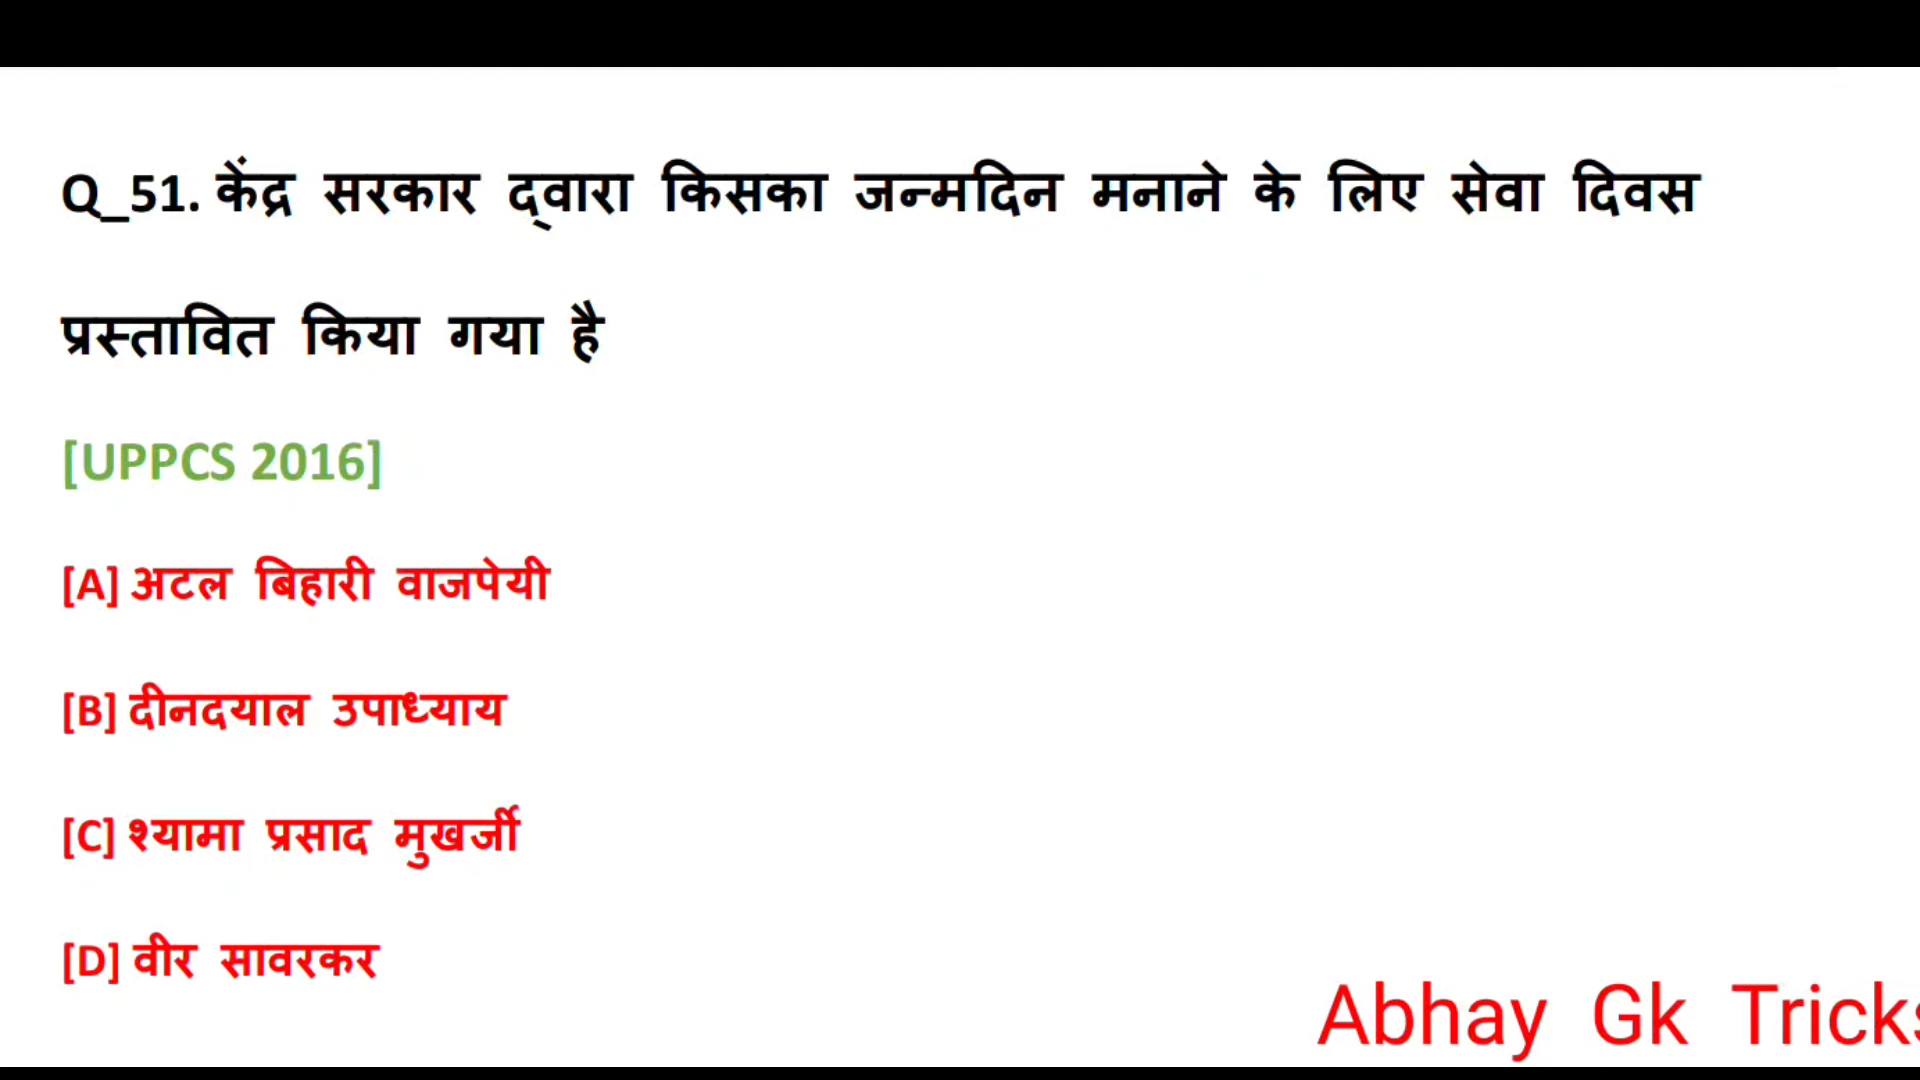 Q_51. केंद्र सरकार द्वारा किसका जन्मदिन मनाने के लिए सेवा दिवस
प्रस्तावित किया गया है
[UPPCS 2016]
[A] अटल बिहारी वाजपेयी
[B] दीनदयाल उपाध्याय
[C] श्यामा प्रसाद मुखर्जी
[D] वीर सावरकर
Abhay Gk Tricks